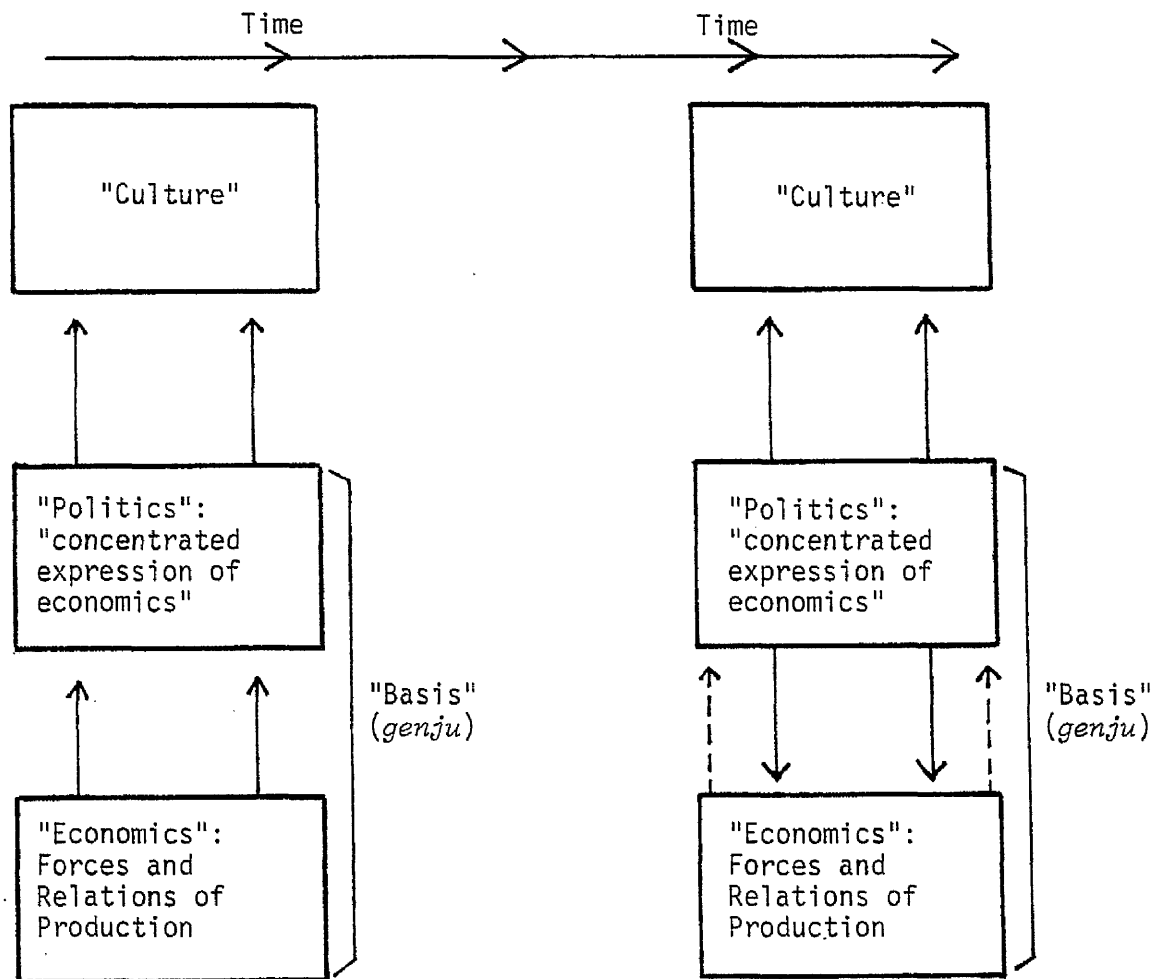 Time
Time
"Culture"
"Culture"
"Politics":
"concentrated
expression of
economics"
"Politics":
"concentrated
expression of
economics"
"Basis"
(genju)
"Basis"
(genju)
"Economics":
Forces and
Relations of
Production
"Economics":
Forces and
Relations of
Production